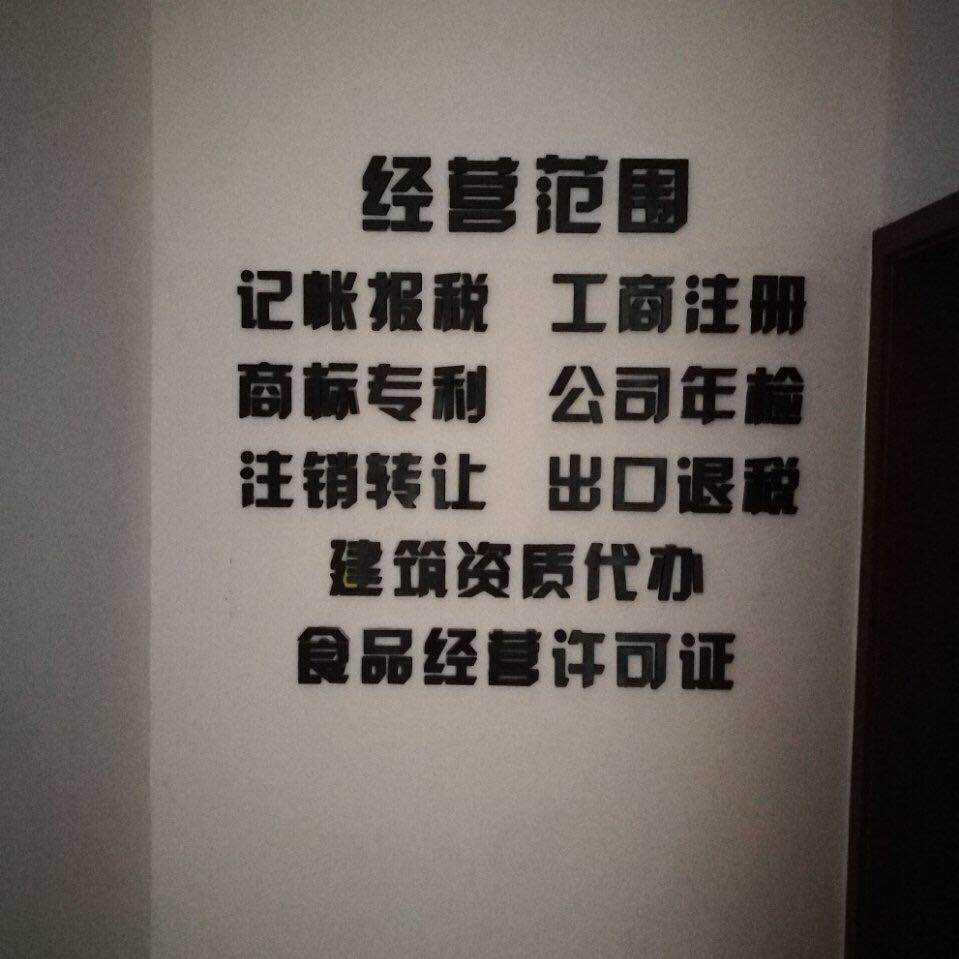 经营范围
记帐报税 工商注册
商标专利 公司年检
注销转让 出口退税
建筑资质代办
食品经营许可证